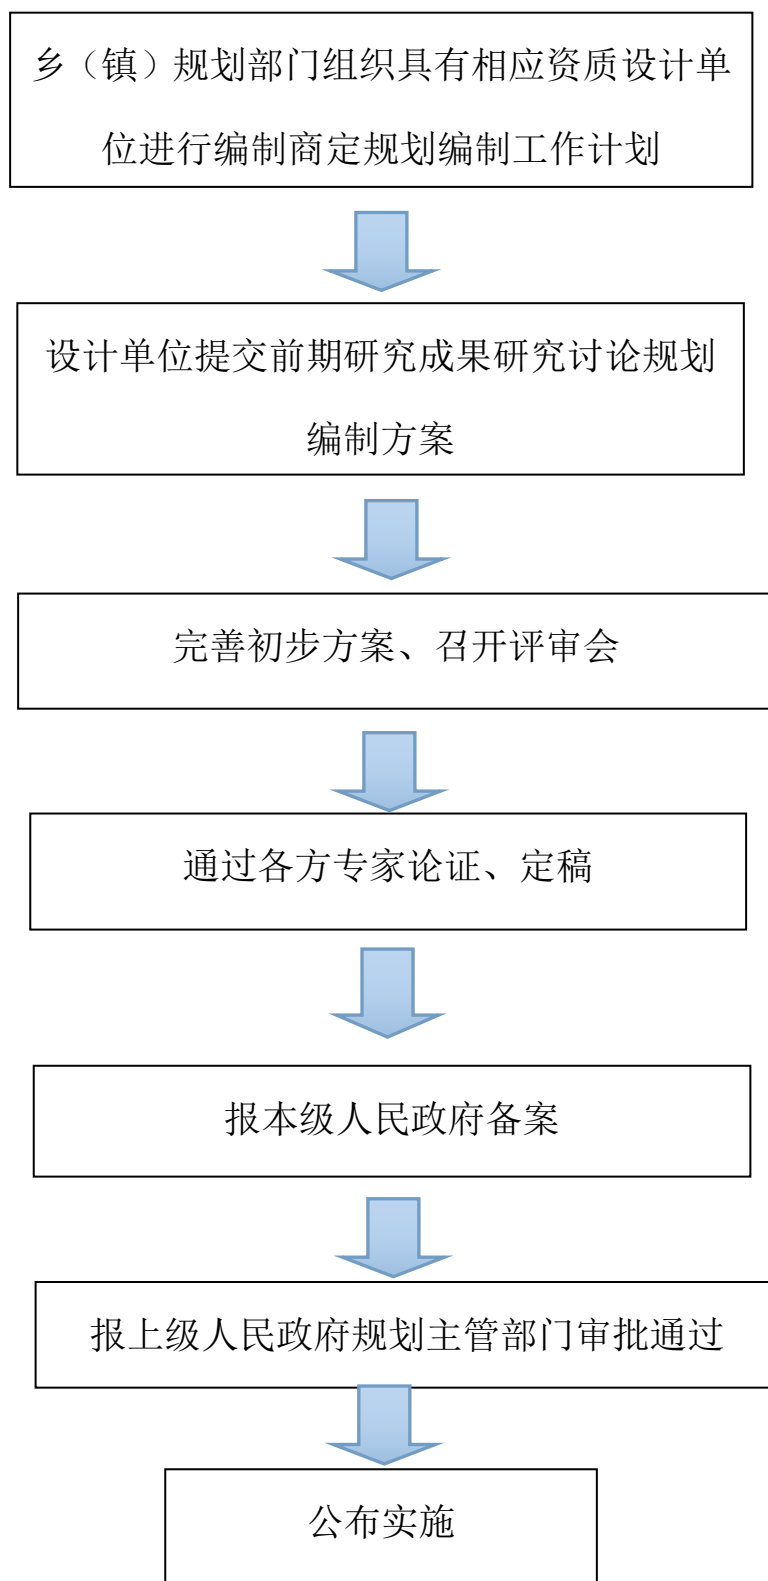 乡（镇）规划部门组织具有相应资质设计单
位进行编制商定规划编制工作计划
设计单位提交前期研究成果研究讨论规划
编制方案
完善初步方案、召开评审会
通过各方专家论证、定稿
报本级人民政府备案
报上级人民政府规划主管部门审批通过
公布实施